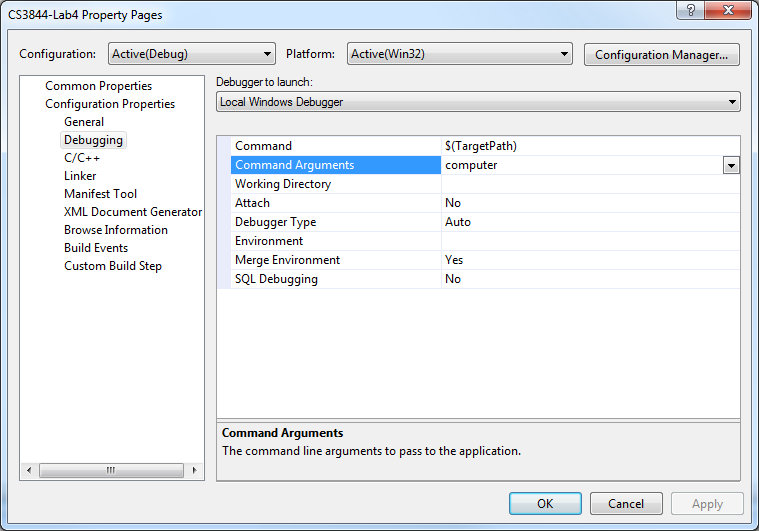 CS3844-Lab4 Property Pages
Configuration: Active(Debug) Platform: Active(Win32) Configuration Manager...
Common Properties
Configuration Properties
General
Debugging
C/C++
Linker
Manifest Tool
XML Document Generator
Browse Information
Build Events
Custom Build Step
Debugger to launch:
Local Windows Debugger
Command $(TargetPath)
Command Arguments computer
Working Directory
Attach No
Debugger Type Auto
Environment
Merge Environment Yes
SQL Debugging No
Command Arguments
The command line arguments to pass to the application.
OK Cancel Apply